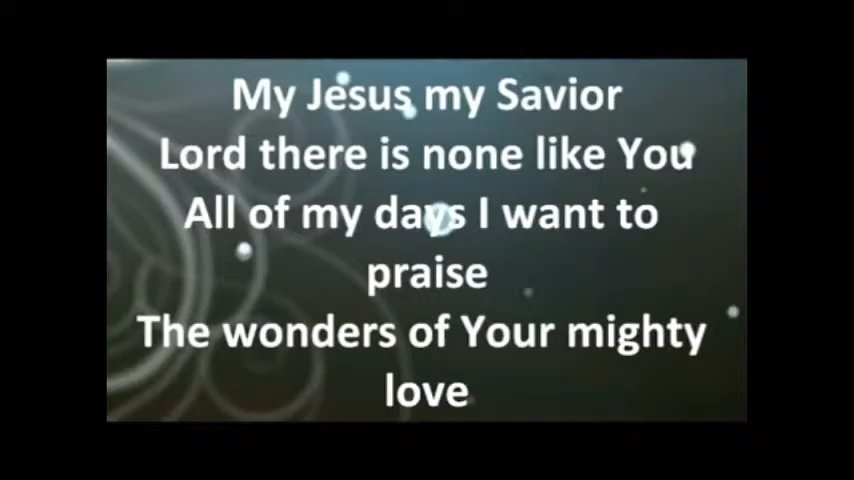 My Jesus my Savior
Lord there is none like You
All of my days I want to
praise
The wonders of Your mighty
love